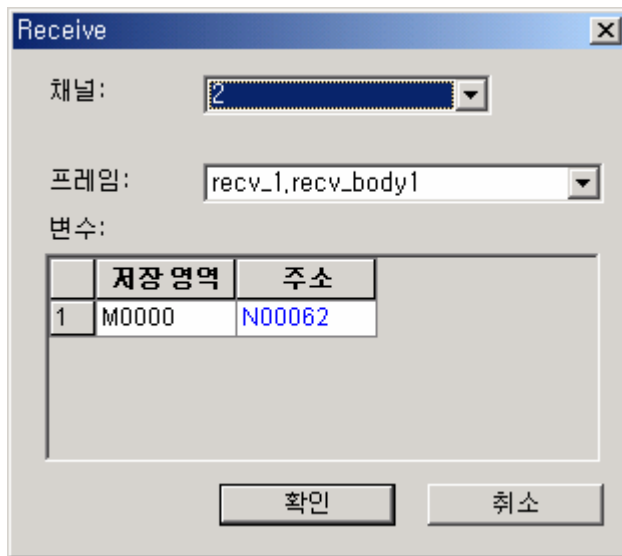 Receive
채널: 2
프레임: recv_1,recv_body1
변수:
저장 영역 주소
1 M0000 N00062
확인 취소